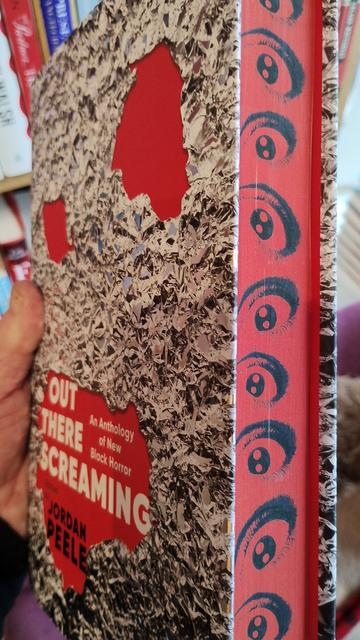 OUT
THERE
SCREAMING
An Anthology
of New
Black Horror
JORDAN
PEELE